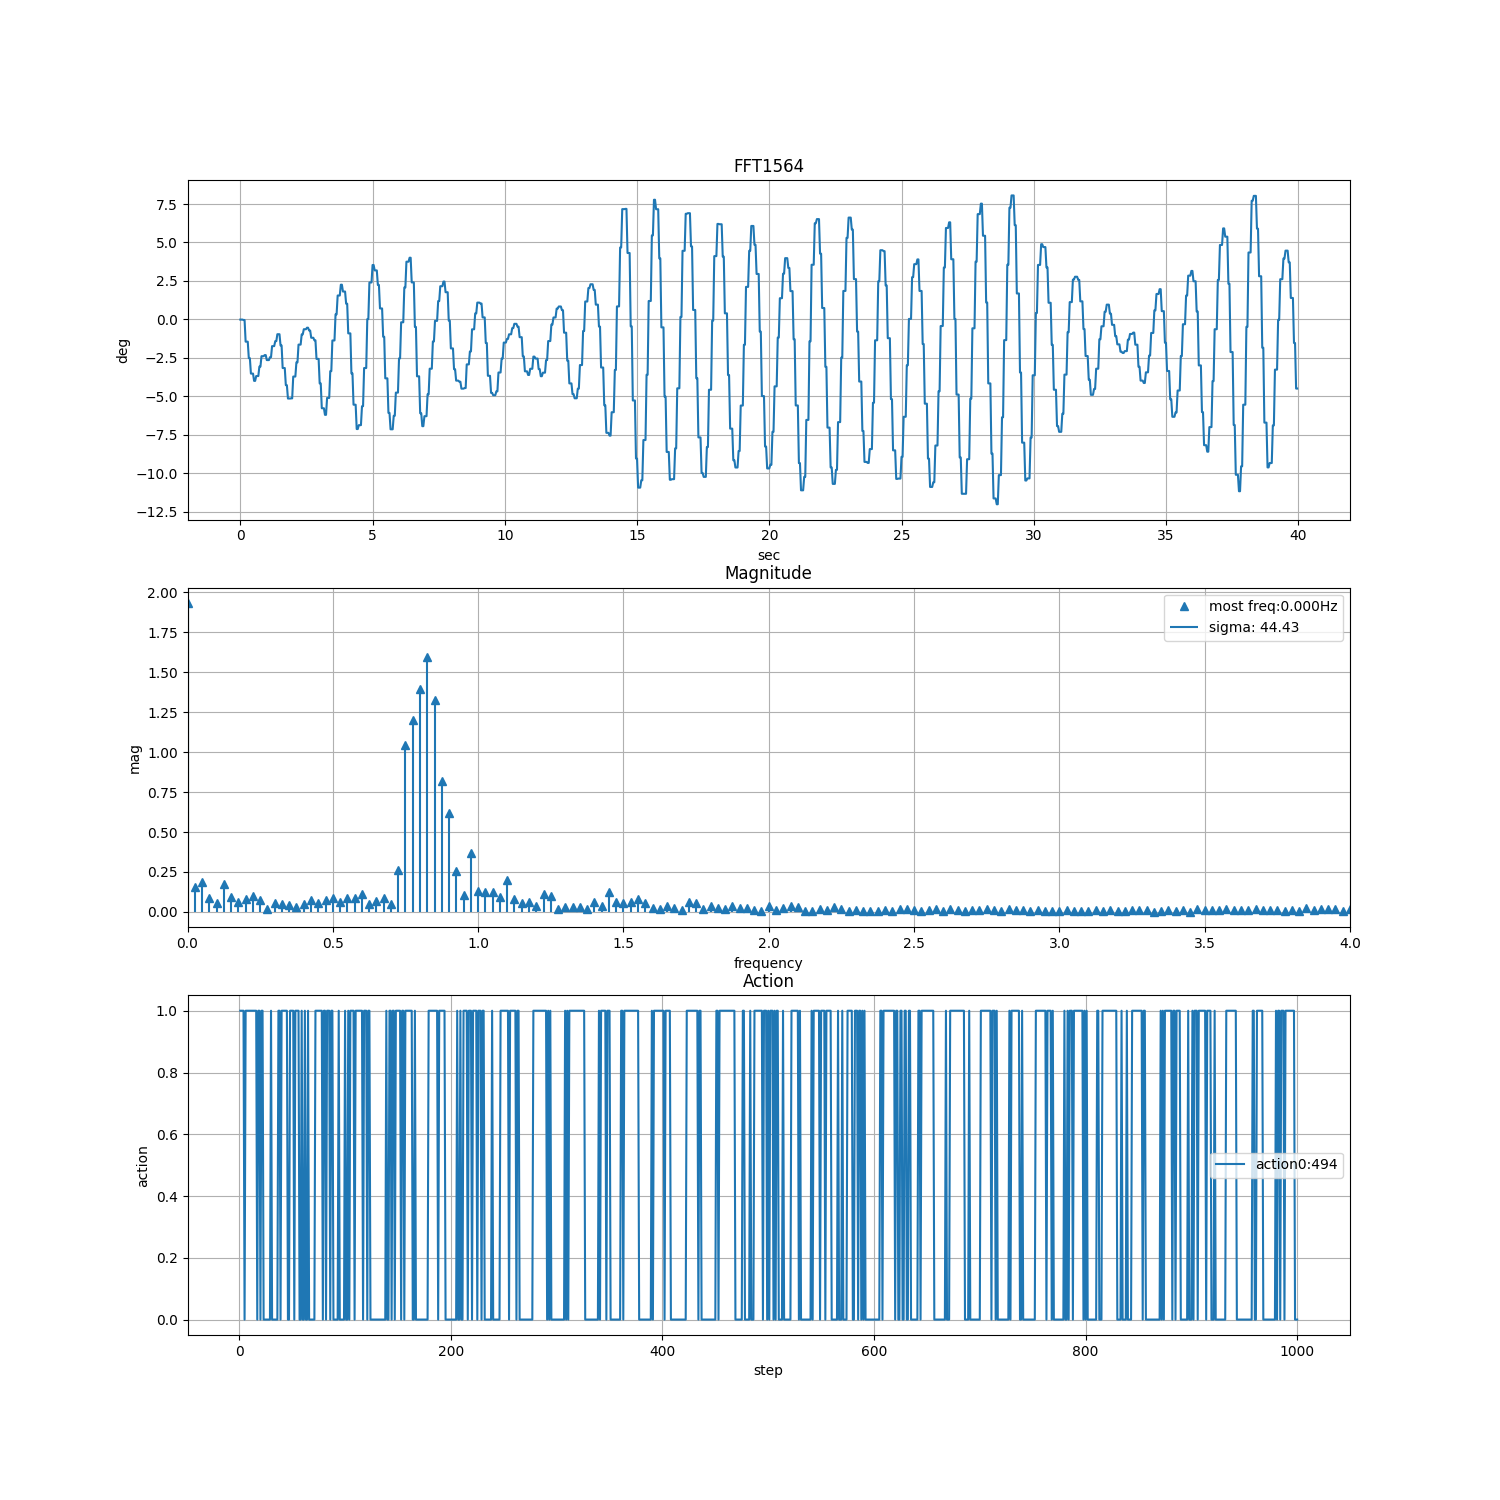 FFT1564
7.5
5.0
2.5
0.0
−2.5
−5.0
−7.5
−10.0
−12.5
deg
0 5 10 15 20 25 30 35 40
sec
Magnitude
2.00
1.75
1.50
1.25
1.00
0.75
0.50
0.25
0.00
mag
most freq:0.000Hz
sigma: 44.43
0.0 0.5 1.0 1.5 2.0 2.5 3.0 3.5 4.0
frequency
Action
1.0
0.8
0.6
0.4
0.2
0.0
action
action0:494
0 200 400 600 800 1000
step